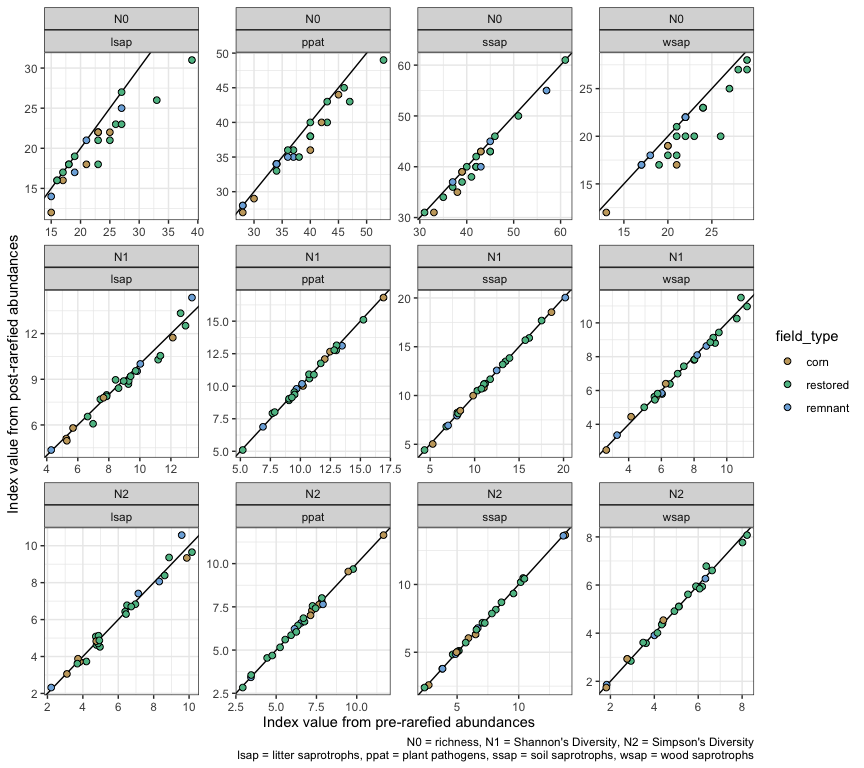 N0 N0 N0 N0
lsap ppat ssap wsap
30 25 20 15
50 45 40 35 30
60 50 40 30
25 20 15
15 20 25 30 35 40
30 35 40 45 50
30 40 50 60
15 20 25
N1 N1 N1 N1
lsap ppat ssap wsap
12 9 6
15.0 12.5 10.0 7.5 5.0
20 15 10 5
10 8 6 4
4 6 8 10 12
5.0 7.5 10.0 12.5 15.0 17.5
5 10 15 20
4 6 8 10
N2 N2 N2 N2
lsap ppat ssap wsap
10 8 6 4 2
10.0 7.5 5.0 2.5
10 5
8 6 4 2
2 4 6 8 10
2.5 5.0 7.5 10.0
5 10
2 4 6 8
Index value from post-rarefied abundances
Index value from pre-rarefied abundances
field_type
corn
restored
remnant
N0 = richness, N1 = Shannon's Diversity, N2 = Simpson's Diversity
lsap = litter saprotrophs, ppat = plant pathogens, ssap = soil saprotrophs, wsap = wood saprotrophs